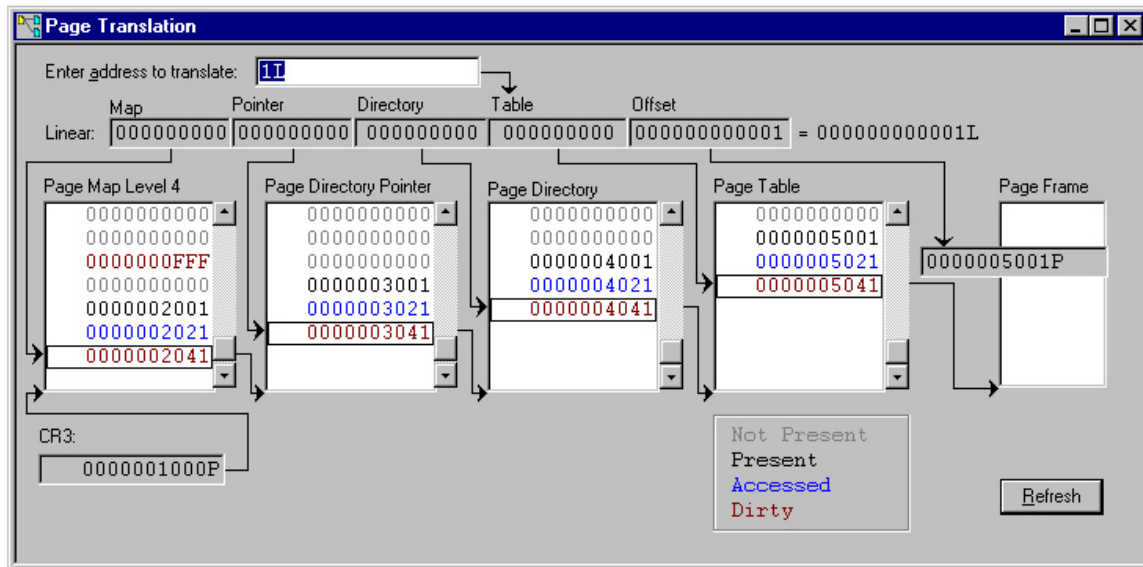 Page Translation
Enter address to translate: 1L
Map Pointer Directory Table Offset
Linear: 000000000 000000000 000000000 000000000 000000000001 = 000000000001L
Page Map Level 4
0000000000
0000000000
0000000FFF
0000000000
0000002001
0000002021
0000002041
Page Directory Pointer
0000000000
0000000000
0000000000
0000003001
0000003021
0000003041
Page Directory
0000000000
0000000000
0000004001
0000004021
0000004041
Page Table
0000000000
0000005001
0000005021
0000005041
Page Frame
0000005001P
CR3:
0000001000P
Not Present
Present
Accessed
Dirty
Refresh